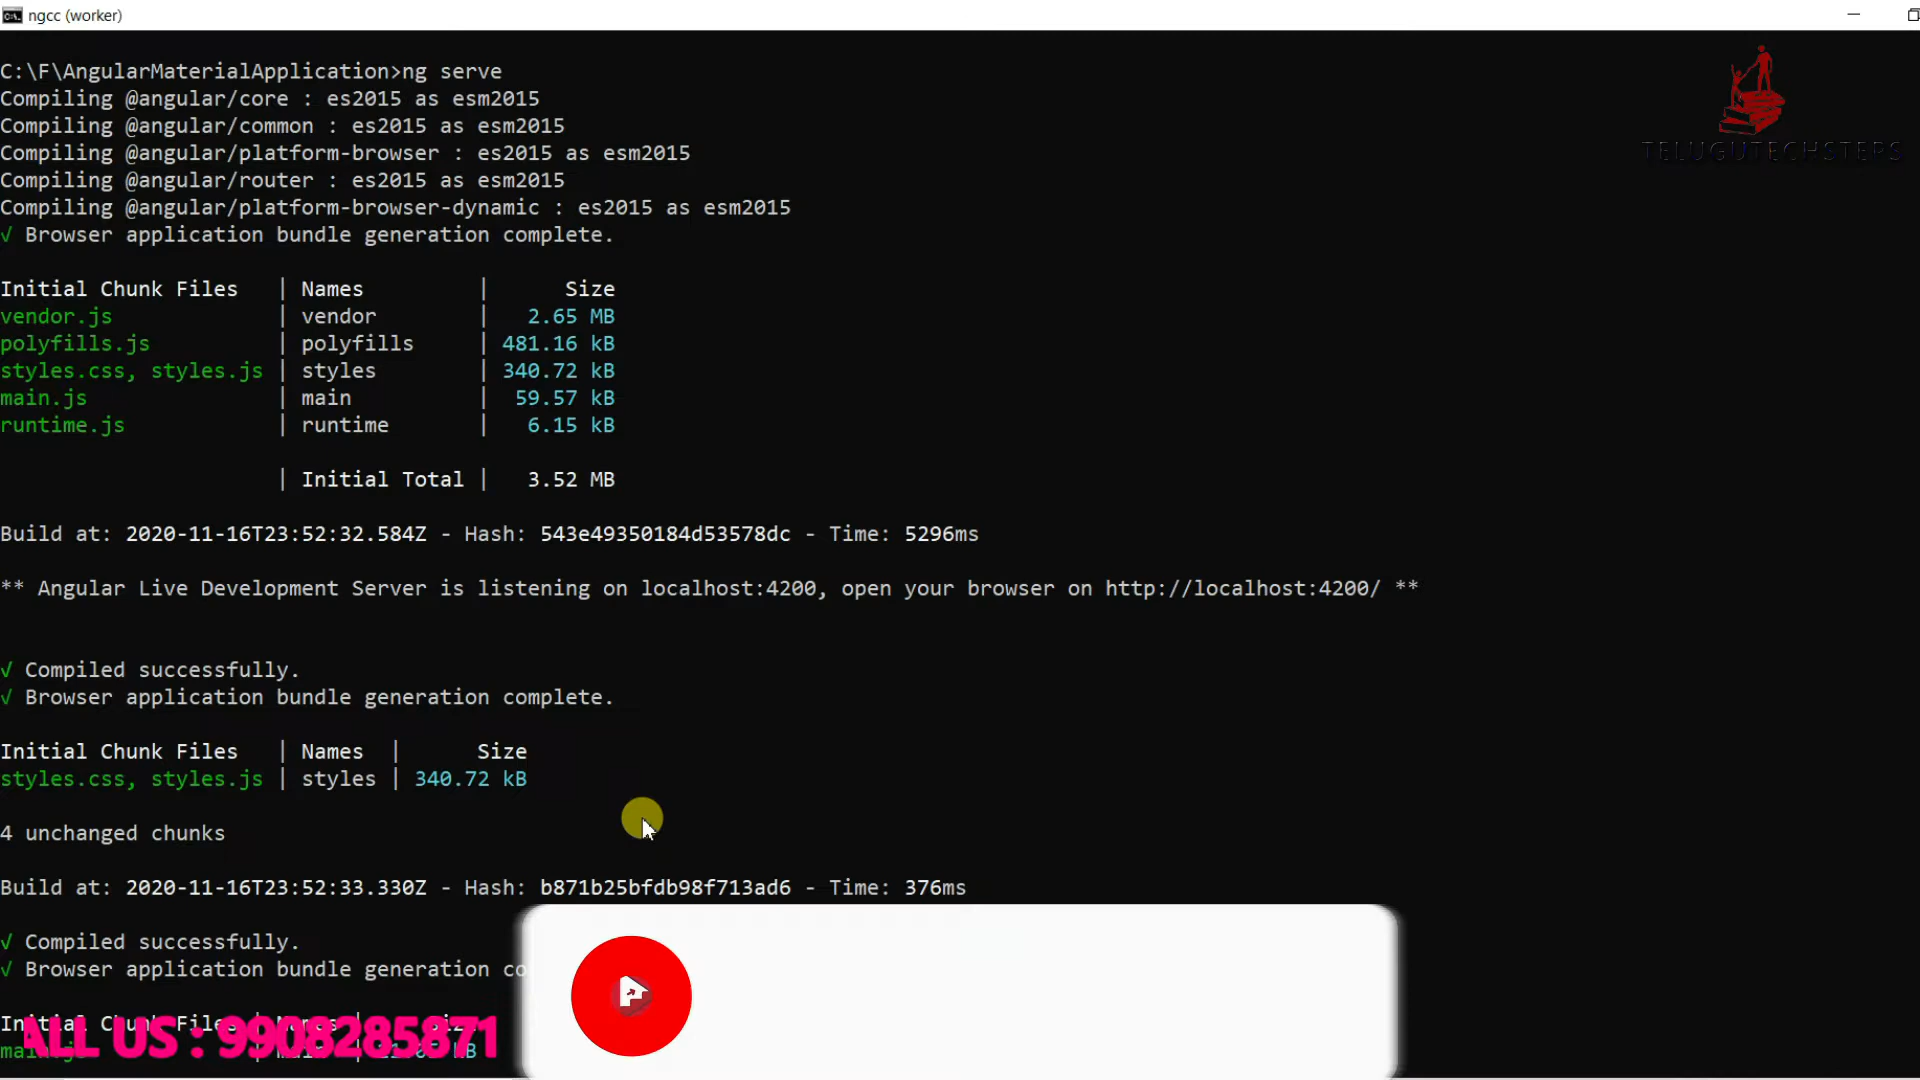 ngcc (worker)
TELUGUTECHSTEPS
C:\F\AngularMaterialApplication>ng serve
Compiling @angular/core : es2015 as esm2015
Compiling @angular/common : es2015 as esm2015
Compiling @angular/platform-browser : es2015 as esm2015
Compiling @angular/router : es2015 as esm2015
Compiling @angular/platform-browser-dynamic : es2015 as esm2015
√ Browser application bundle generation complete.
Initial Chunk Files | Names | Size
vendor.js | vendor | 2.65 MB
polyfills.js | polyfills | 481.16 kB
styles.css, styles.js | styles | 340.72 kB
main.js | main | 59.57 kB
runtime.js | runtime | 6.15 kB
| Initial Total | 3.52 MB
Build at: 2020-11-16T23:52:32.584Z - Hash: 543e49350184d53578dc - Time: 5296ms
** Angular Live Development Server is listening on localhost:4200, open your browser on http://localhost:4200/ **
√ Compiled successfully.
√ Browser application bundle generation complete.
Initial Chunk Files | Names | Size
styles.css, styles.js | styles | 340.72 kB
4 unchanged chunks
Build at: 2020-11-16T23:52:33.330Z - Hash: b871b25bfdb98f713ad6 - Time: 376ms
√ Compiled successfully.
√ Browser application bundle generation co
Initial Chunk Files | Names |
ALL US : 9908285871